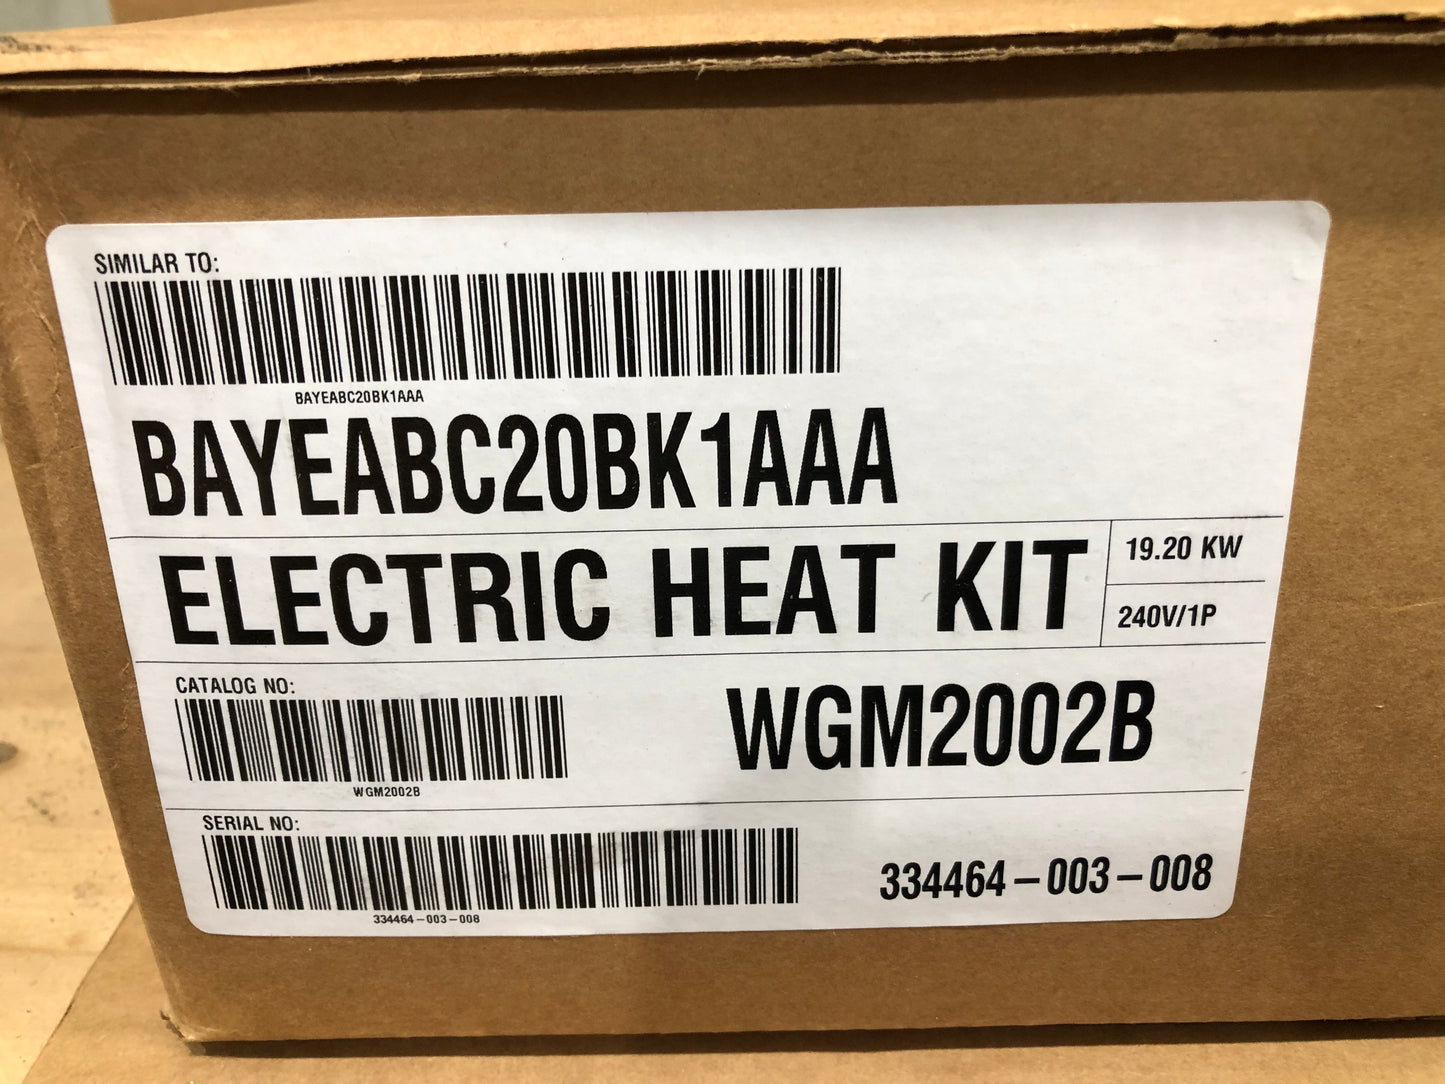 SIMILAR TO:
BAYEABC20BK1AAA
BAYEABC20BK1AAA
ELECTRIC HEAT KIT
19.20 KW
240V/1P
CATALOG NO:
WGM2002B
WGM2002B
SERIAL NO:
334464-003-008
334464-003-008